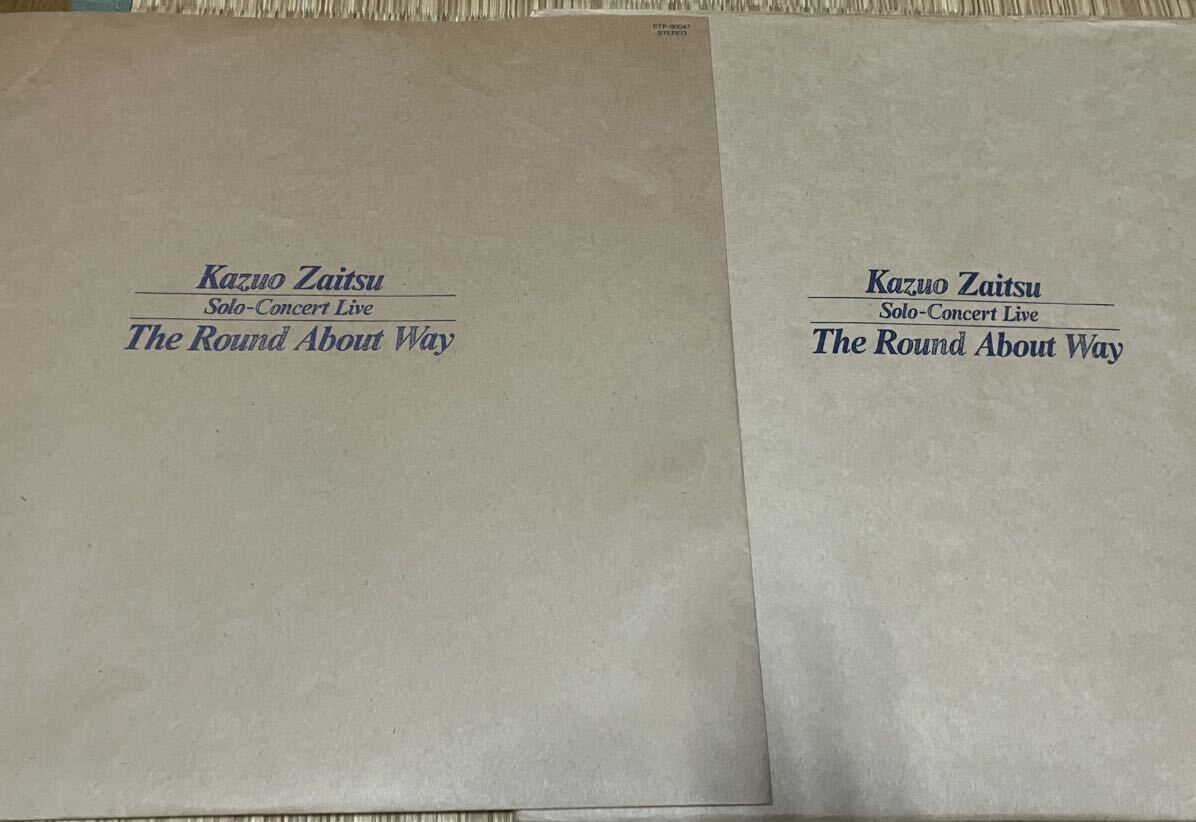 ETP-90047
STEREO
Kazuo Zaitsu
Solo-Concert Live
The Round About Way
Kazuo Zaitsu
Solo-Concert Live
The Round About Way